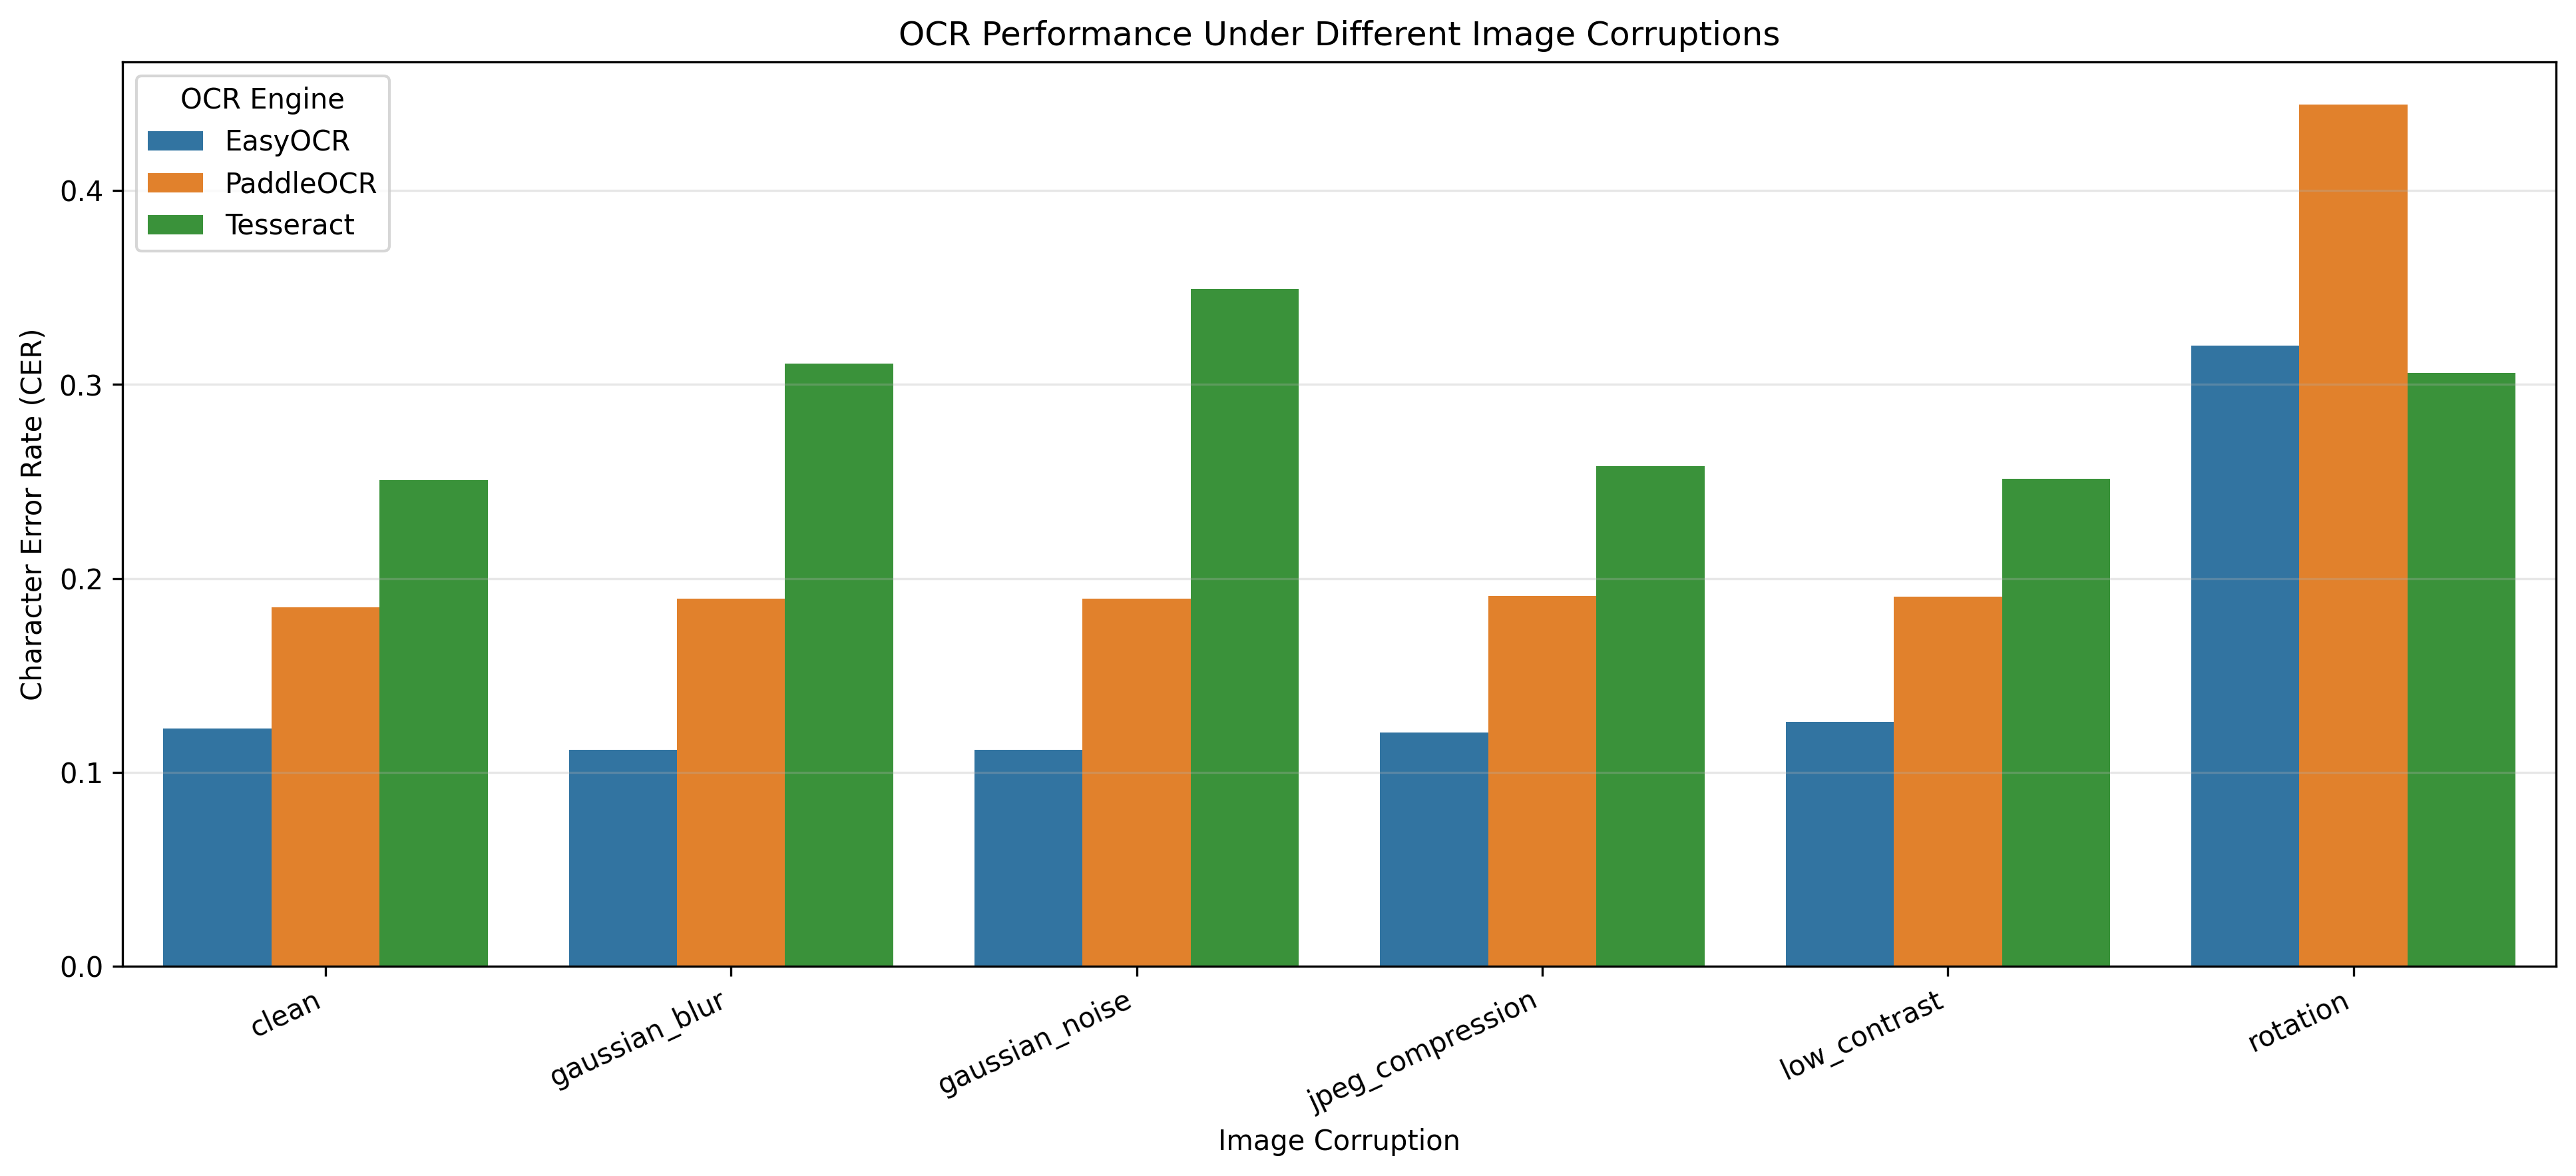 OCR Performance Under Different Image Corruptions
OCR Engine
EasyOCR
PaddleOCR
Tesseract
Character Error Rate (CER)
0.4
0.3
0.2
0.1
0.0
clean
gaussian_blur
gaussian_noise
jpeg_compression
low_contrast
rotation
Image Corruption